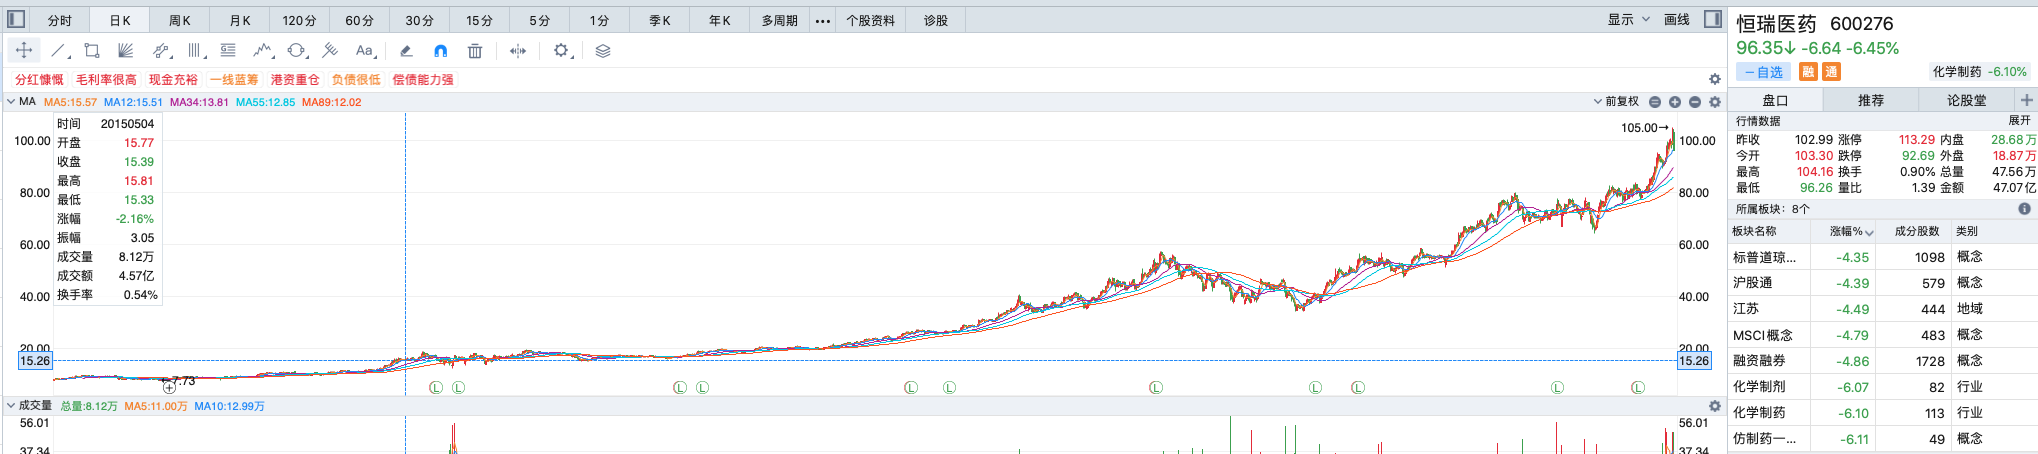 分时 日K 周K 月K 120分 60分 30分 15分 5分 1分 季K 年K 多周期 ••• 个股资料 诊股 显示 画线
Aa
分红慷慨 毛利率很高 现金充裕 一线蓝筹 港资重仓 负债很低 偿债能力强
MA MA5:15.57 MA12:15.51 MA34:13.81 MA55:12.85 MA89:12.02 前复权
时间 20150504
开盘 15.77
收盘 15.39
最高 15.81
最低 15.33
涨幅 -2.16%
振幅 3.05
成交量 8.12万
成交额 4.57亿
换手率 0.54%
105.00→
100.00 100.00
80.00 80.00
60.00 60.00
40.00 40.00
20.00 20.00
15.26 15.26
←7.73
L L L L L L L L L L L
成交量 总量:8.12万 MA5:11.00万 MA10:12.99万
56.01 56.01
37.34 37.34
恒瑞医药 600276
96.35↓ -6.64 -6.45%
－自选 融 通 化学制药 -6.10%
盘口 推荐 论股堂 +
行情数据 展开
昨收 102.99 涨停 113.29 内盘 28.68万
今开 103.30 跌停 92.69 外盘 18.87万
最高 104.16 换手 0.90% 总量 47.56万
最低 96.26 量比 1.39 金额 47.07亿
所属板块：8个
板块名称 涨幅% 成分股数 类别
标普道琼... -4.35 1098 概念
沪股通 -4.39 579 概念
江苏 -4.49 444 地域
MSCI概念 -4.79 483 概念
融资融券 -4.86 1728 概念
化学制剂 -6.07 82 行业
化学制药 -6.10 113 行业
仿制药一... -6.11 49 概念